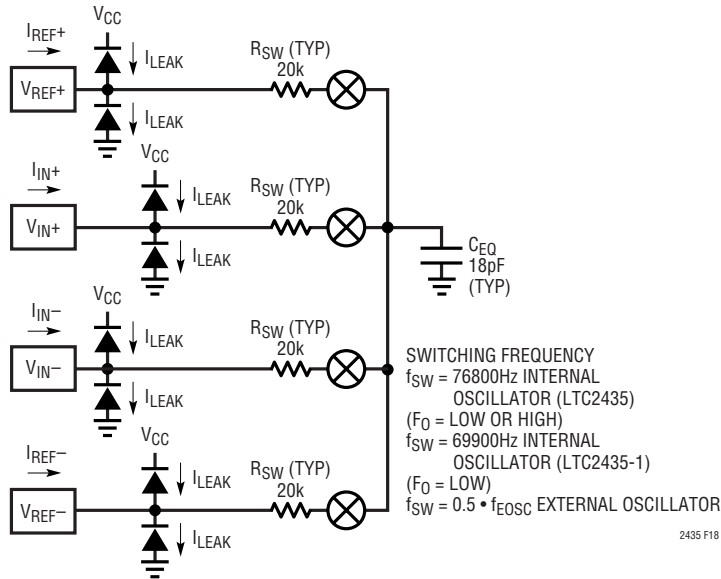 VCC
IREF+
ILEAK
RSW (TYP)
20k
VREF+
ILEAK
VCC
IIN+
ILEAK
RSW (TYP)
20k
VIN+
ILEAK
CEQ
18pF
(TYP)
VCC
IIN−
ILEAK
RSW (TYP)
20k
VIN−
ILEAK
SWITCHING FREQUENCY
fSW = 76800Hz INTERNAL
OSCILLATOR (LTC2435)
(FO = LOW OR HIGH)
fSW = 69900Hz INTERNAL
OSCILLATOR (LTC2435-1)
(FO = LOW)
fSW = 0.5 • fEOSC EXTERNAL OSCILLATOR
VCC
IREF−
ILEAK
RSW (TYP)
20k
VREF−
ILEAK
2435 F18